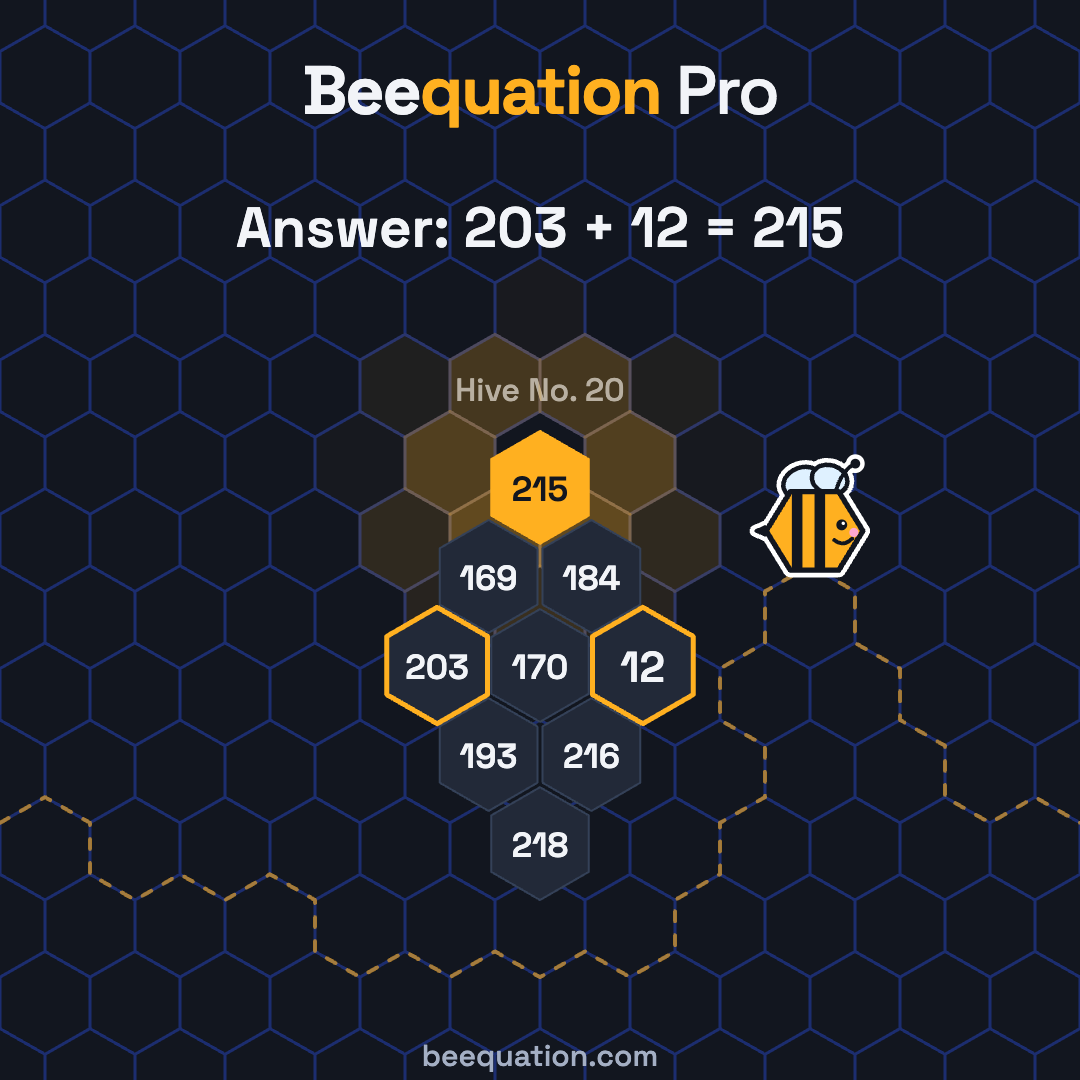 Beequation Pro
Answer: 203 + 12 = 215
Hive No. 20
215
169 184
203 170 12
193 216
218
beequation.com